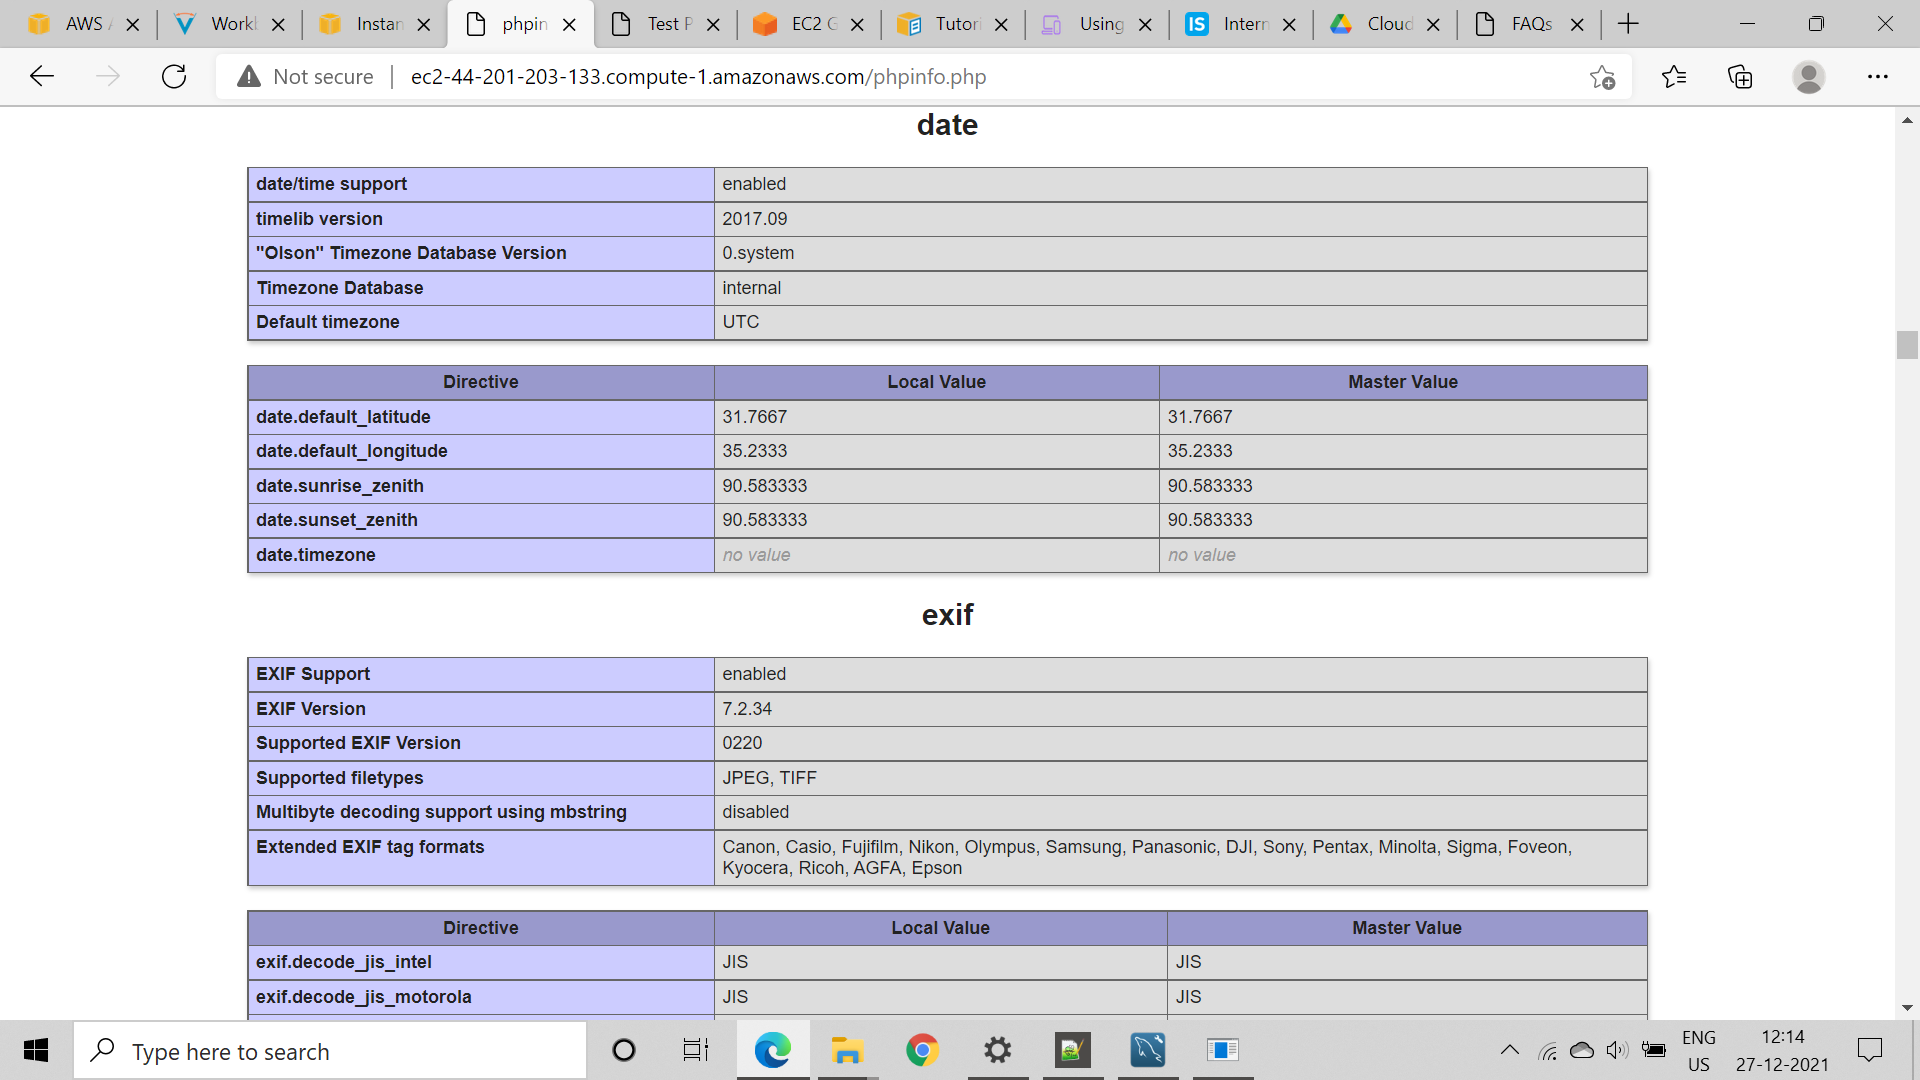 AWS
Work
Instan
phpin
Test P
EC2 G
Tutori
Using
IS Intern
Cloud
FAQs
Not secure
ec2-44-201-203-133.compute-1.amazonaws.com/phpinfo.php
date
date/time support enabled
timelib version 2017.09
"Olson" Timezone Database Version 0.system
Timezone Database internal
Default timezone UTC
Directive Local Value Master Value
date.default_latitude 31.7667 31.7667
date.default_longitude 35.2333 35.2333
date.sunrise_zenith 90.583333 90.583333
date.sunset_zenith 90.583333 90.583333
date.timezone no value no value
exif
EXIF Support enabled
EXIF Version 7.2.34
Supported EXIF Version 0220
Supported filetypes JPEG, TIFF
Multibyte decoding support using mbstring disabled
Extended EXIF tag formats Canon, Casio, Fujifilm, Nikon, Olympus, Samsung, Panasonic, DJI, Sony, Pentax, Minolta, Sigma, Foveon,
Kyocera, Ricoh, AGFA, Epson
Directive Local Value Master Value
exif.decode_jis_intel JIS JIS
exif.decode_jis_motorola JIS JIS
Type here to search
ENG
US
12:14
27-12-2021